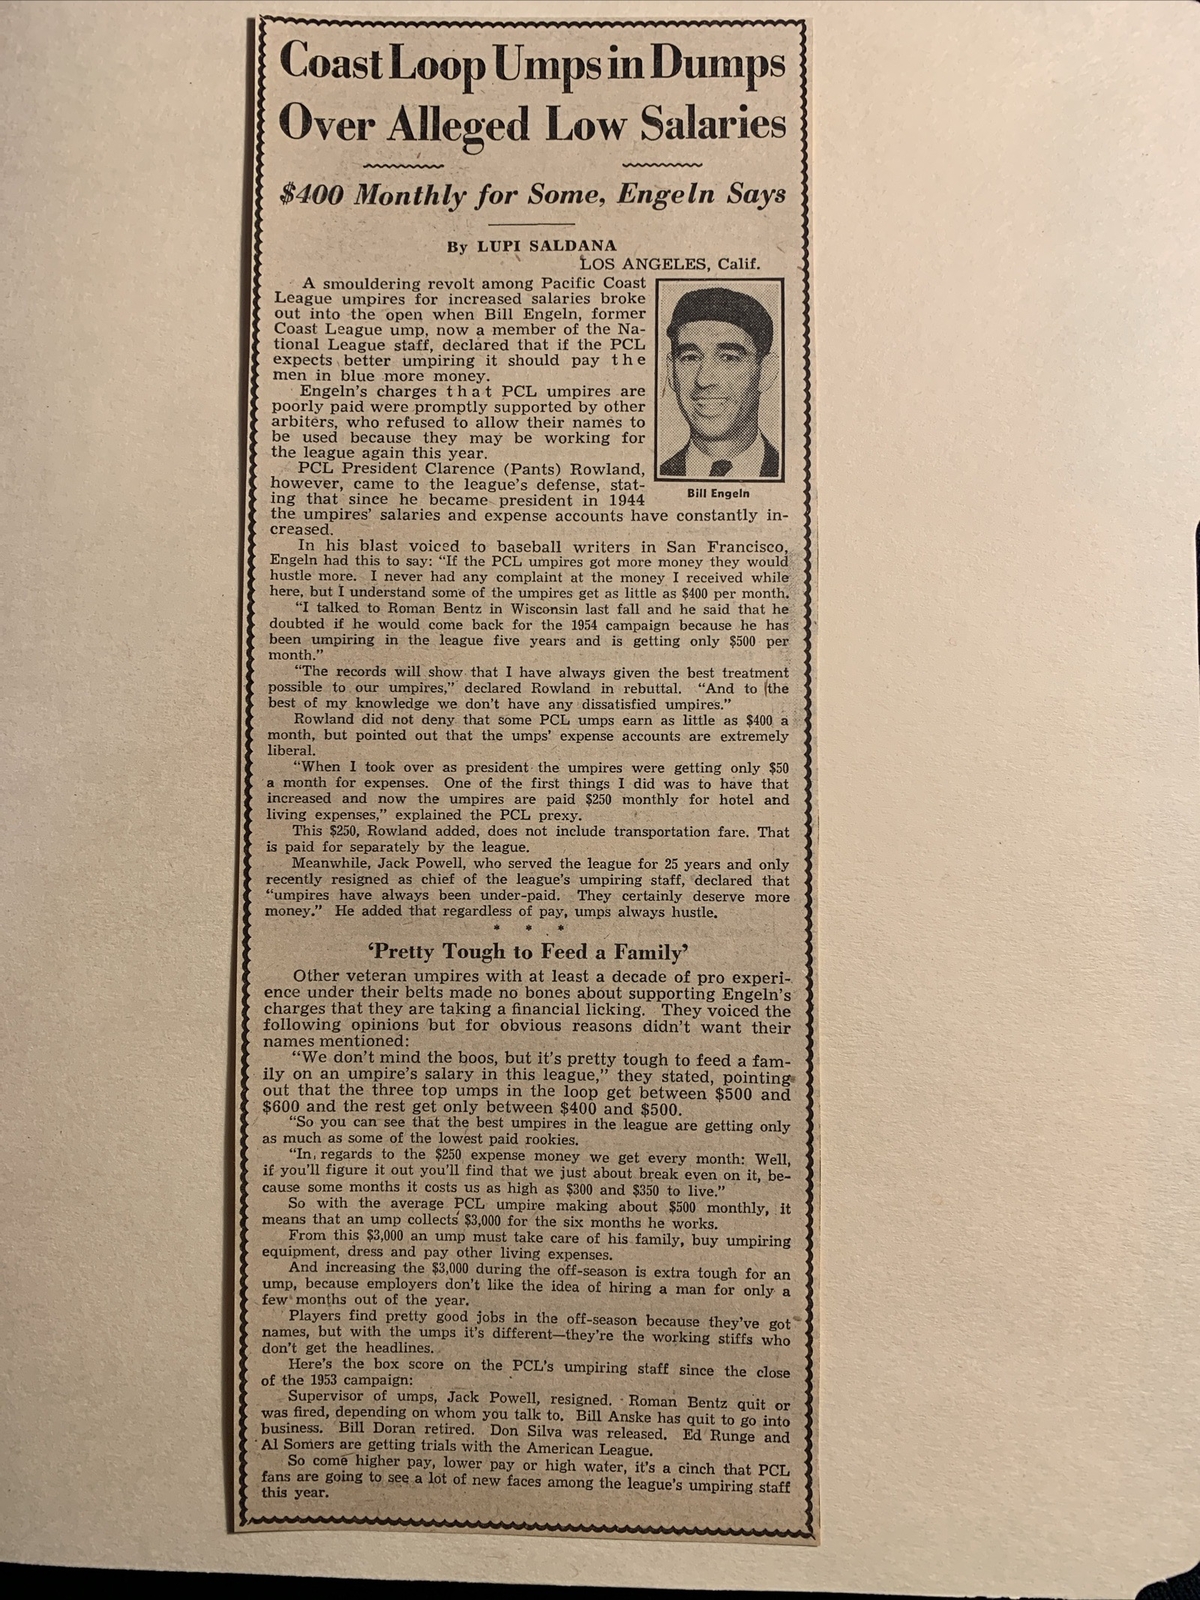 Coast Loop Umps in Dumps
Over Alleged Low Salaries
$400 Monthly for Some, Engeln Says
By LUPI SALDANA
LOS ANGELES, Calif.
A smouldering revolt among Pacific Coast
League umpires for increased salaries broke
out into the open when Bill Engeln, former
Coast League ump, now a member of the Na-
tional League staff, declared that if the PCL
expects better umpiring it should pay the
men in blue more money.
Engeln's charges that PCL umpires are
poorly paid were promptly supported by other
arbiters, who refused to allow their names to
be used because they may be working for
the league again this year.
PCL President Clarence (Pants) Rowland,
however, came to the league's defense, stat-
ing that since he became president in 1944
the umpires' salaries and expense accounts have constantly in-
creased.
Bill Engeln
In his blast voiced to baseball writers in San Francisco,
Engeln had this to say: "If the PCL umpires got more money they would
hustle more. I never had any complaint at the money I received while
here, but I understand some of the umpires get as little as $400 per month.
"I talked to Roman Bentz in Wisconsin last fall and he said that he
doubted if he would come back for the 1954 campaign because he has
been umpiring in the league five years and is getting only $500 per
month."
"The records will show that I have always given the best treatment
possible to our umpires," declared Rowland in rebuttal. "And to the
best of my knowledge we don't have any dissatisfied umpires."
Rowland did not deny that some PCL umps earn as little as $400 a
month, but pointed out that the umps' expense accounts are extremely
liberal.
"When I took over as president the umpires were getting only $50
a month for expenses. One of the first things I did was to have that
increased and now the umpires are paid $250 monthly for hotel and
living expenses," explained the PCL prexy.
This $250, Rowland added, does not include transportation fare. That
is paid for separately by the league.
Meanwhile, Jack Powell, who served the league for 25 years and only
recently resigned as chief of the league's umpiring staff, declared that
"umpires have always been under-paid. They certainly deserve more
money." He added that regardless of pay, umps always hustle.
* * *
'Pretty Tough to Feed a Family'
Other veteran umpires with at least a decade of pro experi-
ence under their belts made no bones about supporting Engeln's
charges that they are taking a financial licking. They voiced the
following opinions but for obvious reasons didn't want their
names mentioned:
"We don't mind the boos, but it's pretty tough to feed a fam-
ily on an umpire's salary in this league," they stated, pointing
out that the three top umps in the loop get between $500 and
$600 and the rest get only between $400 and $500.
"So you can see that the best umpires in the league are getting only
as much as some of the lowest paid rookies.
"In regards to the $250 expense money we get every month: Well,
if you'll figure it out you'll find that we just about break even on it, be-
cause some months it costs us as high as $300 and $350 to live."
So with the average PCL umpire making about $500 monthly, it
means that an ump collects $3,000 for the six months he works.
From this $3,000 an ump must take care of his family, buy umpiring
equipment, dress and pay other living expenses.
And increasing the $3,000 during the off-season is extra tough for an
ump, because employers don't like the idea of hiring a man for only a
few months out of the year.
Players find pretty good jobs in the off-season because they've got
names, but with the umps it's different—they're the working stiffs who
don't get the headlines.
Here's the box score on the PCL's umpiring staff since the close
of the 1953 campaign:
Supervisor of umps, Jack Powell, resigned. Roman Bentz quit or
was fired, depending on whom you talk to. Bill Anske has quit to go into
business. Bill Doran retired. Don Silva was released. Ed Runge and
Al Somers are getting trials with the American League.
So come higher pay, lower pay or high water, it's a cinch that PCL
fans are going to see a lot of new faces among the league's umpiring staff
this year.